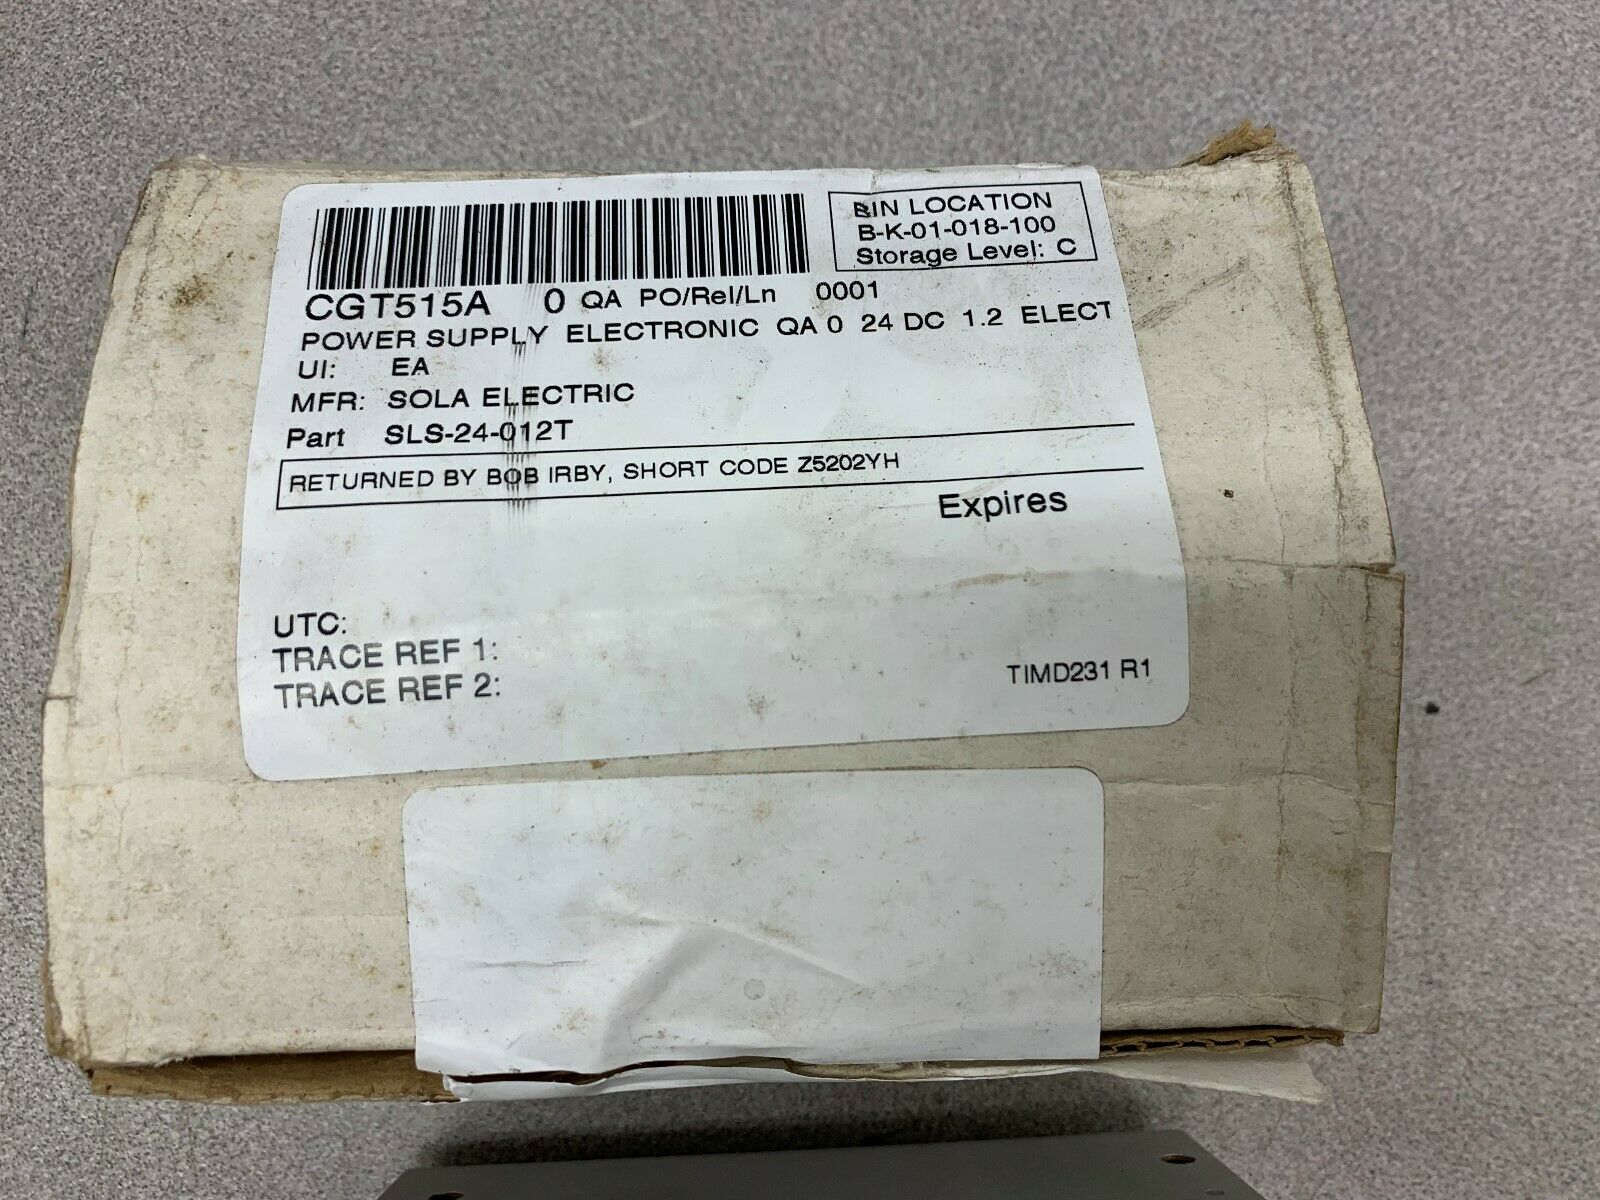 BIN LOCATION
B-K-01-018-100
Storage Level: C
CGT515A 0 QA PO/Rel/Ln 0001
POWER SUPPLY ELECTRONIC QA 0 24 DC 1.2 ELECT
UI: EA
MFR: SOLA ELECTRIC
Part SLS-24-012T
RETURNED BY BOB IRBY, SHORT CODE Z5202YH
Expires
UTC:
TRACE REF 1:
TRACE REF 2:
TIMD231 R1